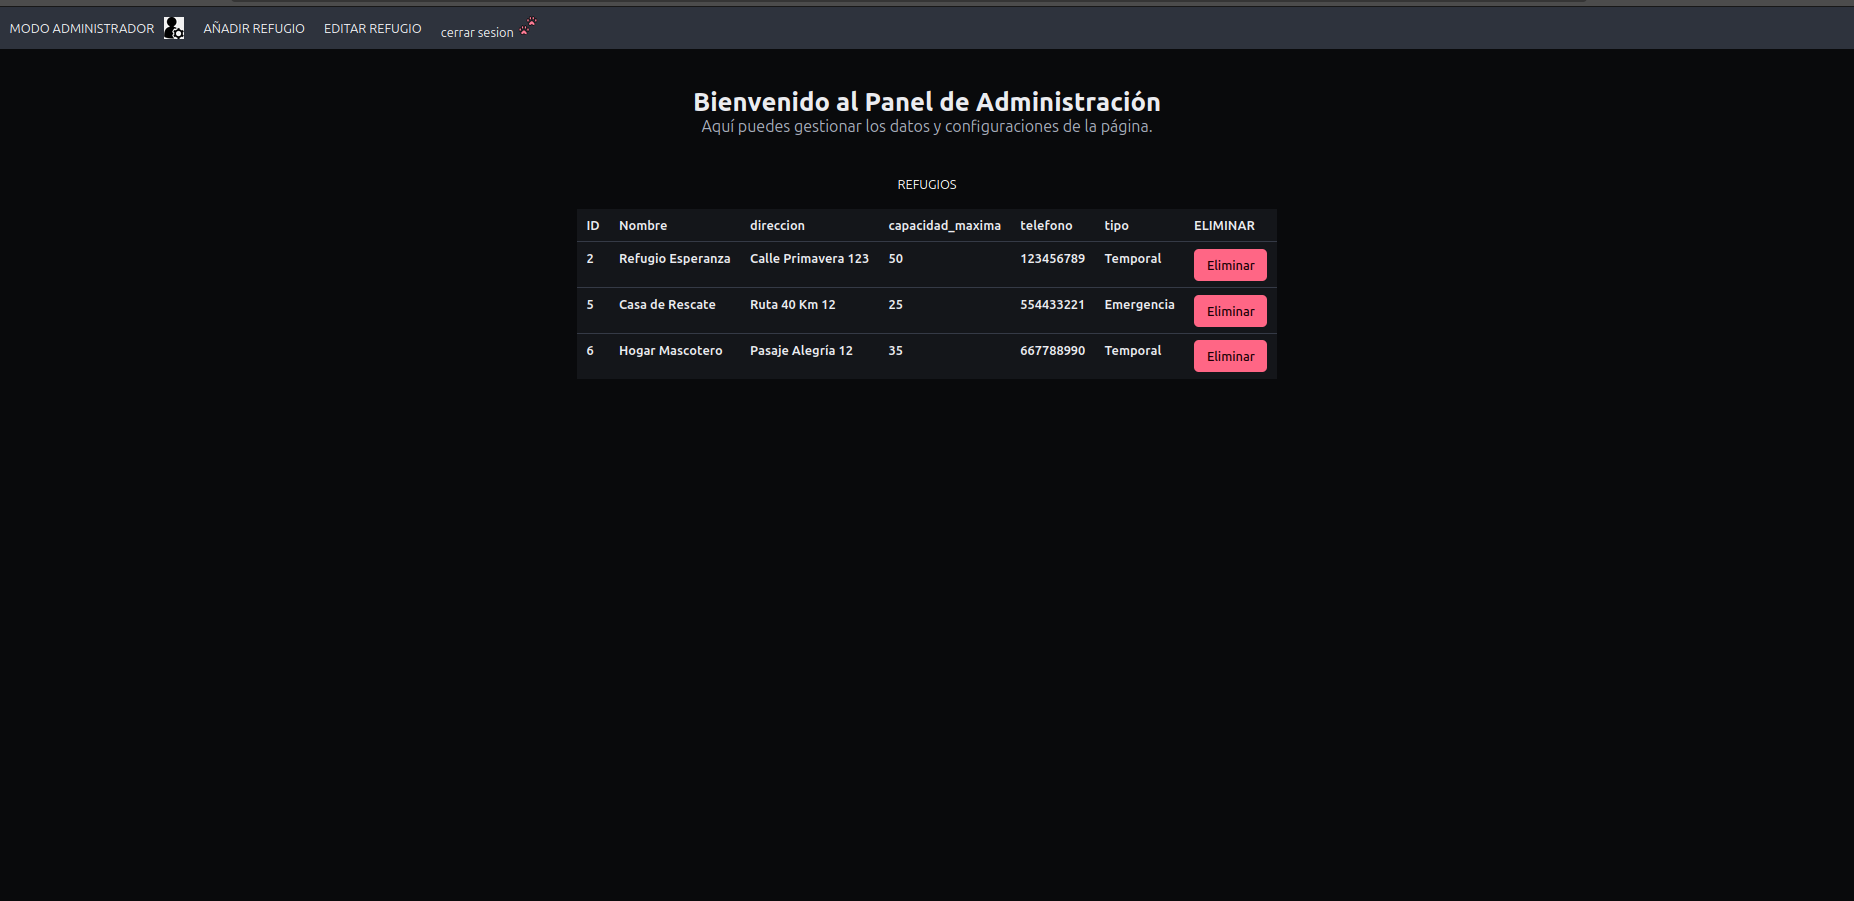 MODO ADMINISTRADOR AÑADIR REFUGIO EDITAR REFUGIO cerrar sesion
Bienvenido al Panel de Administración
Aquí puedes gestionar los datos y configuraciones de la página.
REFUGIOS
ID Nombre direccion capacidad_maxima telefono tipo ELIMINAR
2 Refugio Esperanza Calle Primavera 123 50 123456789 Temporal Eliminar
5 Casa de Rescate Ruta 40 Km 12 25 554433221 Emergencia Eliminar
6 Hogar Mascotero Pasaje Alegría 12 35 667788990 Temporal Eliminar